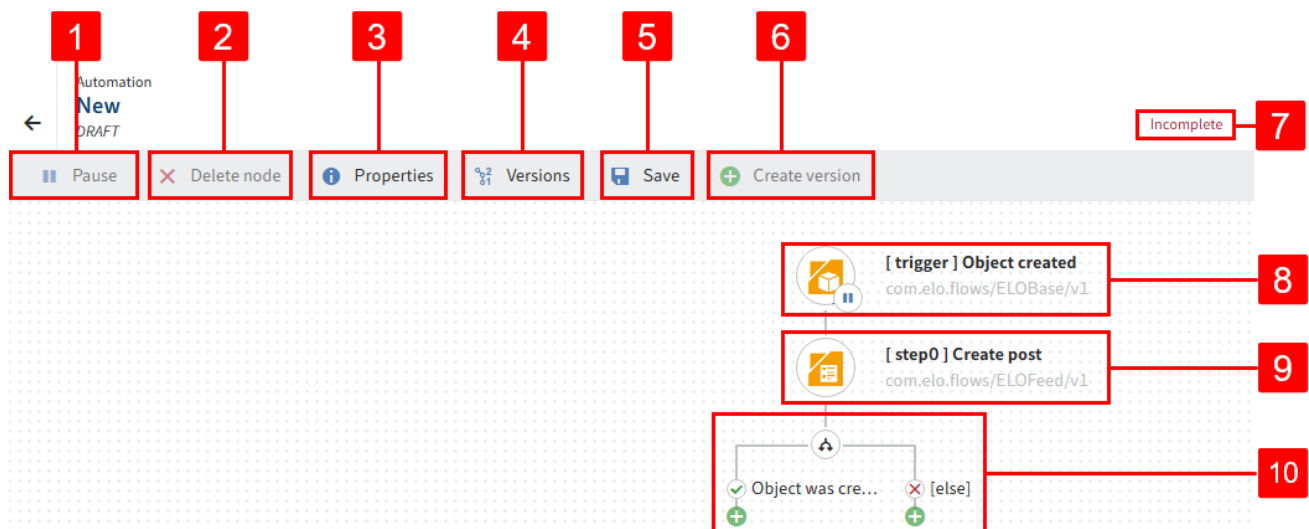 1 2 3 4 5 6
Automation
New
DRAFT
Incomplete 7
Pause Delete node Properties Versions Save Create version
[ trigger ] Object created 8
com.elo.flows/ELOBase/v1
[ step0 ] Create post 9
com.elo.flows/ELOFeed/v1
10
Object was cre... [else]